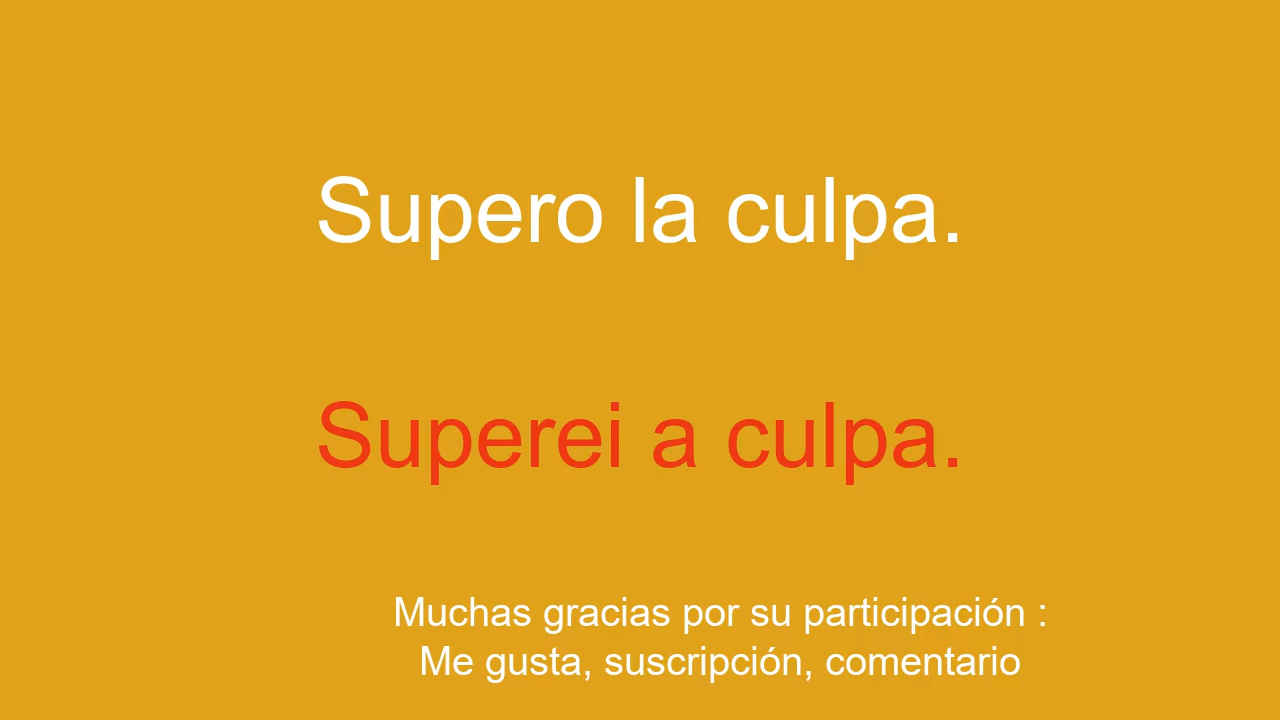 Supero la culpa.
Superei a culpa.
Muchas gracias por su participación :
Me gusta, suscripción, comentario